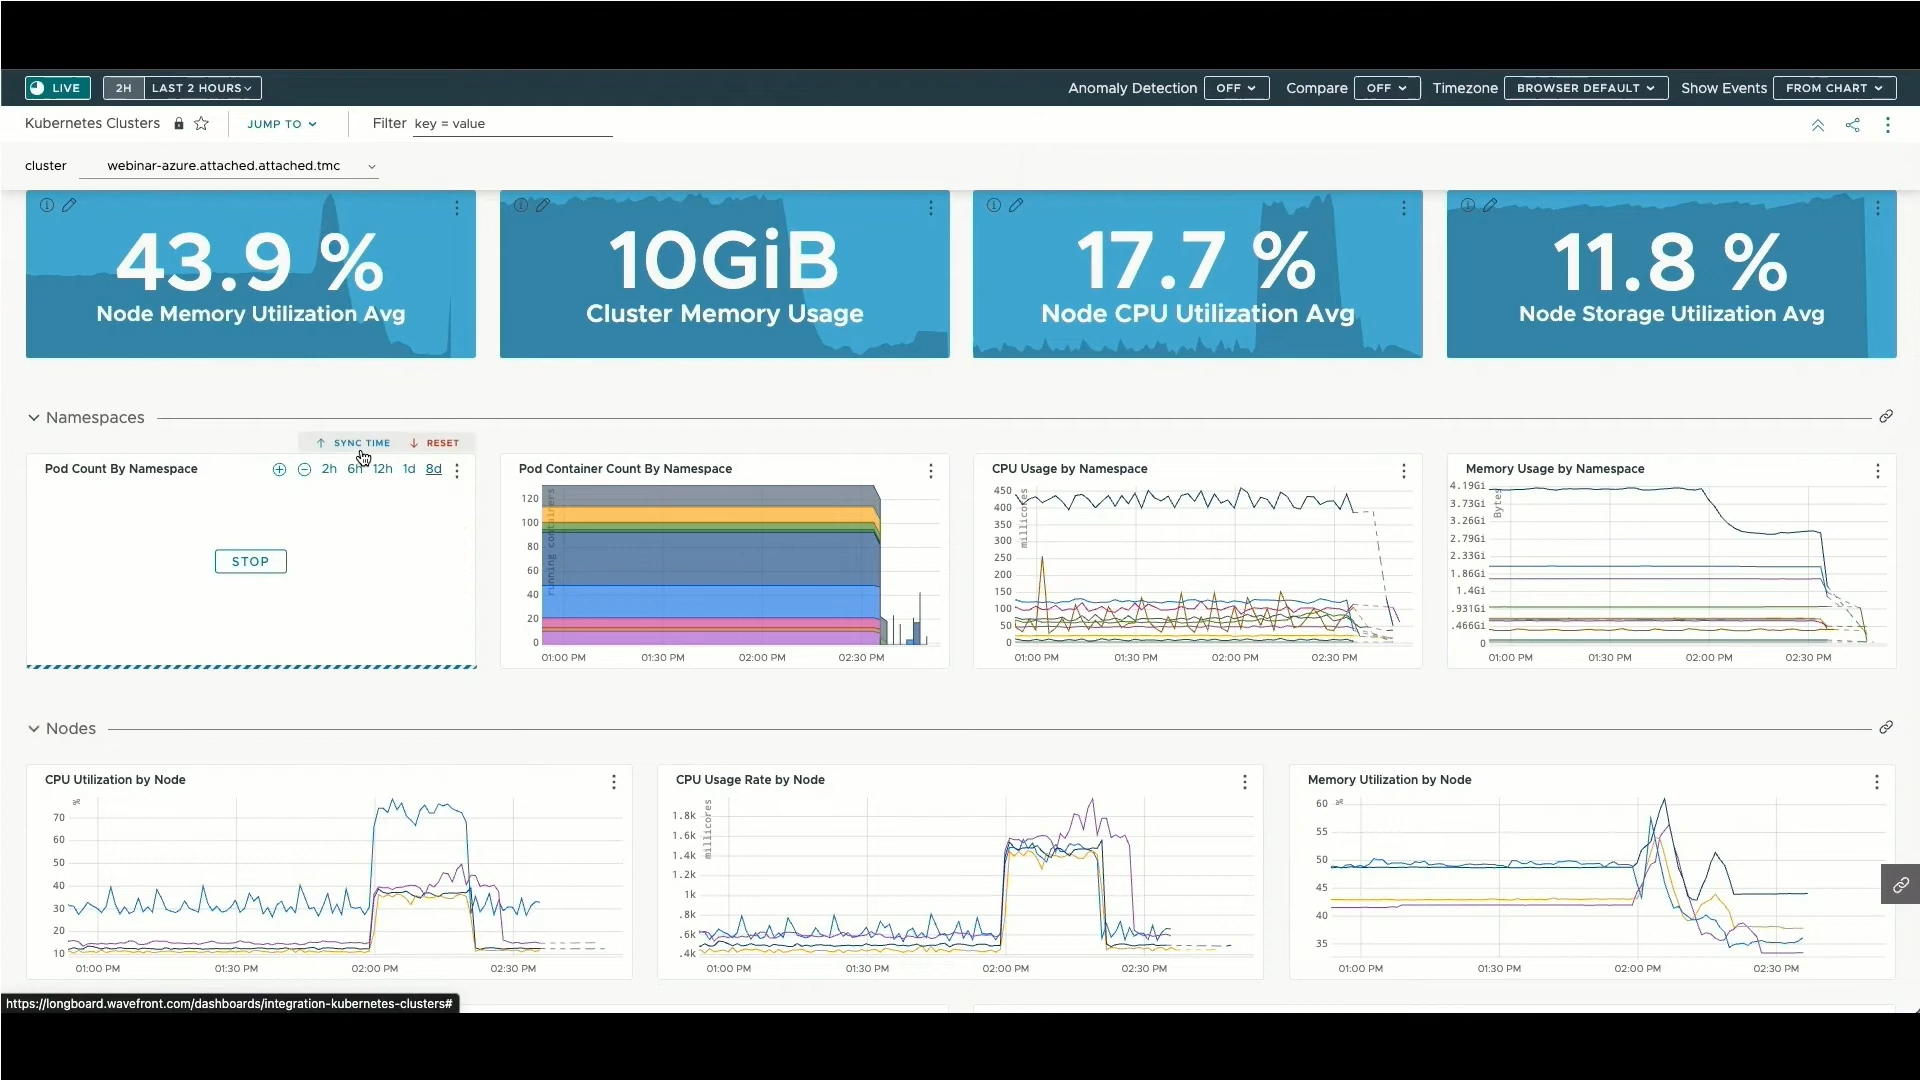 LIVE 2H LAST 2 HOURS Anomaly Detection OFF Compare OFF Timezone BROWSER DEFAULT Show Events FROM CHART
Kubernetes Clusters JUMP TO Filter key = value
cluster webinar-azure.attached.attached.tmc
43.9 % 10GiB 17.7 % 11.8 %
Node Memory Utilization Avg Cluster Memory Usage Node CPU Utilization Avg Node Storage Utilization Avg
Namespaces
SYNC TIME RESET
Pod Count By Namespace 2h 6h 12h 1d 8d
STOP
Pod Container Count By Namespace
running containers
120
100
80
60
40
20
0
01:00 PM 01:30 PM 02:00 PM 02:30 PM
CPU Usage by Namespace
millicores
450
400
350
300
250
200
150
100
50
0
01:00 PM 01:30 PM 02:00 PM 02:30 PM
Memory Usage by Namespace
Bytes
4.19Gi
3.73Gi
3.26Gi
2.79Gi
2.33Gi
1.86Gi
1.4Gi
.931Gi
.466Gi
0
01:00 PM 01:30 PM 02:00 PM 02:30 PM
Nodes
CPU Utilization by Node
%
70
60
50
40
30
20
10
01:00 PM 01:30 PM 02:00 PM 02:30 PM
CPU Usage Rate by Node
millicores
1.8k
1.6k
1.4k
1.2k
1k
.8k
.6k
.4k
01:00 PM 01:30 PM 02:00 PM 02:30 PM
Memory Utilization by Node
%
60
55
50
45
40
35
01:00 PM 01:30 PM 02:00 PM 02:30 PM
https://longboard.wavefront.com/dashboards/integration-kubernetes-clusters#